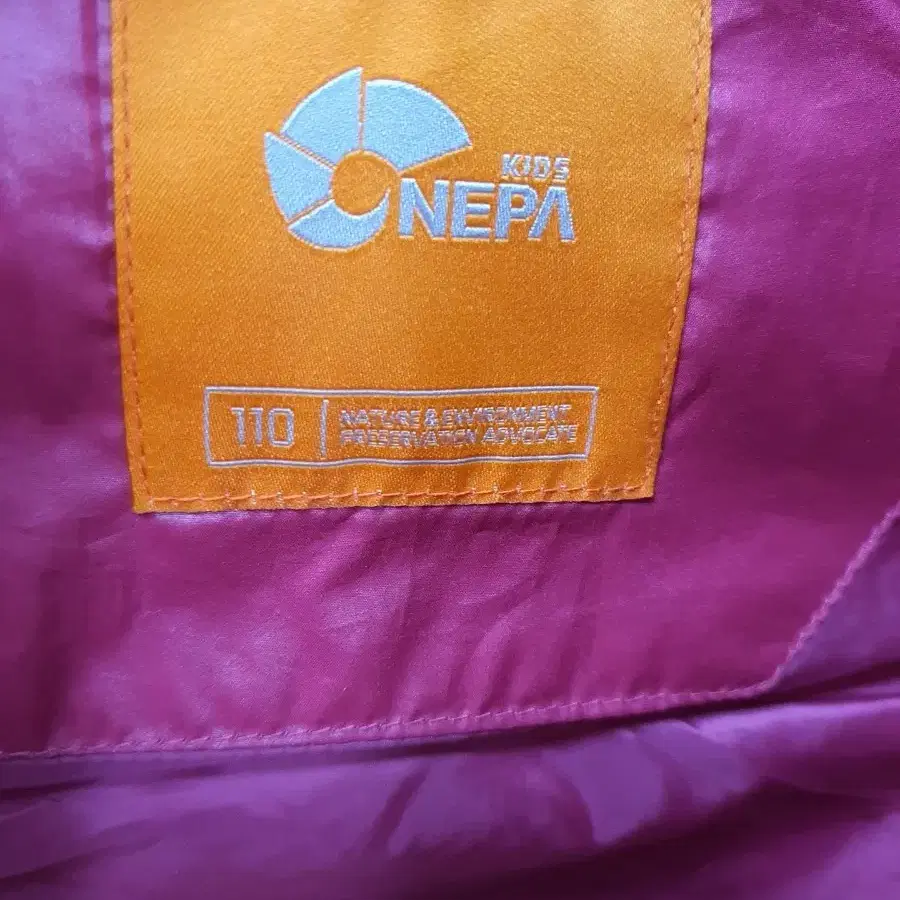 KIDS
NEPA
110
NATURE & ENVIRONMENT
PRESERVATION ADVOCATE